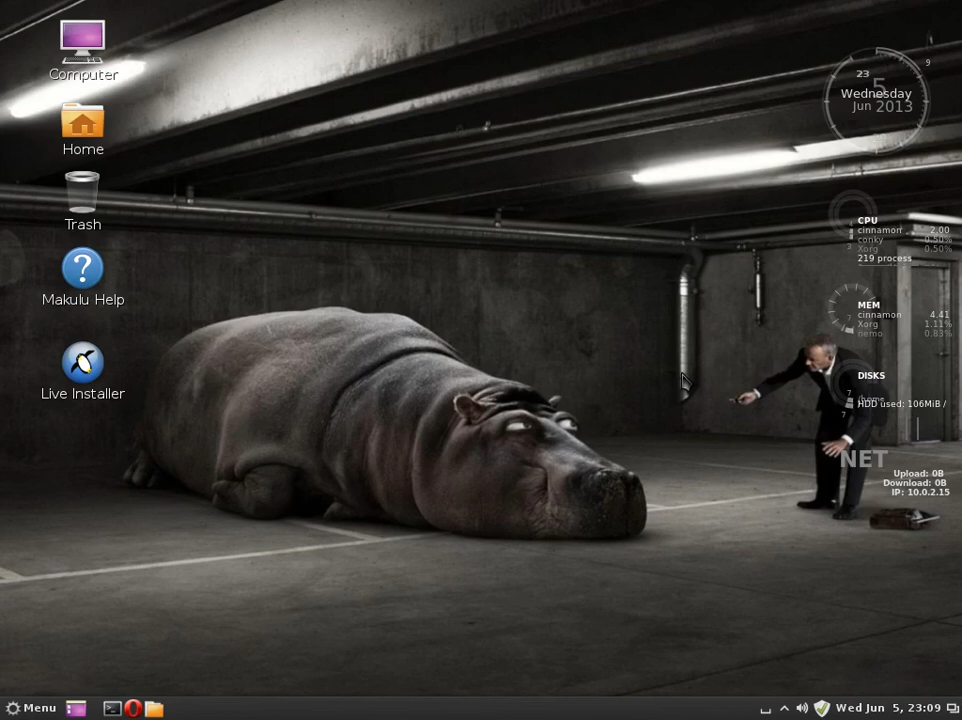 Computer
Home
Trash
Makulu Help
Live Installer
9
23
5
Wednesday
Jun 2013
CPU
cinnamon 2.00
conky 0.50%
Xorg 0.50%
219 process
MEM
cinnamon 4.41
Xorg 1.11%
nemo 0.83%
DISKS
/home
HDD used: 106MiB /
NET
Upload: 0B
Download: 0B
IP: 10.0.2.15
Menu
Wed Jun 5, 23:09